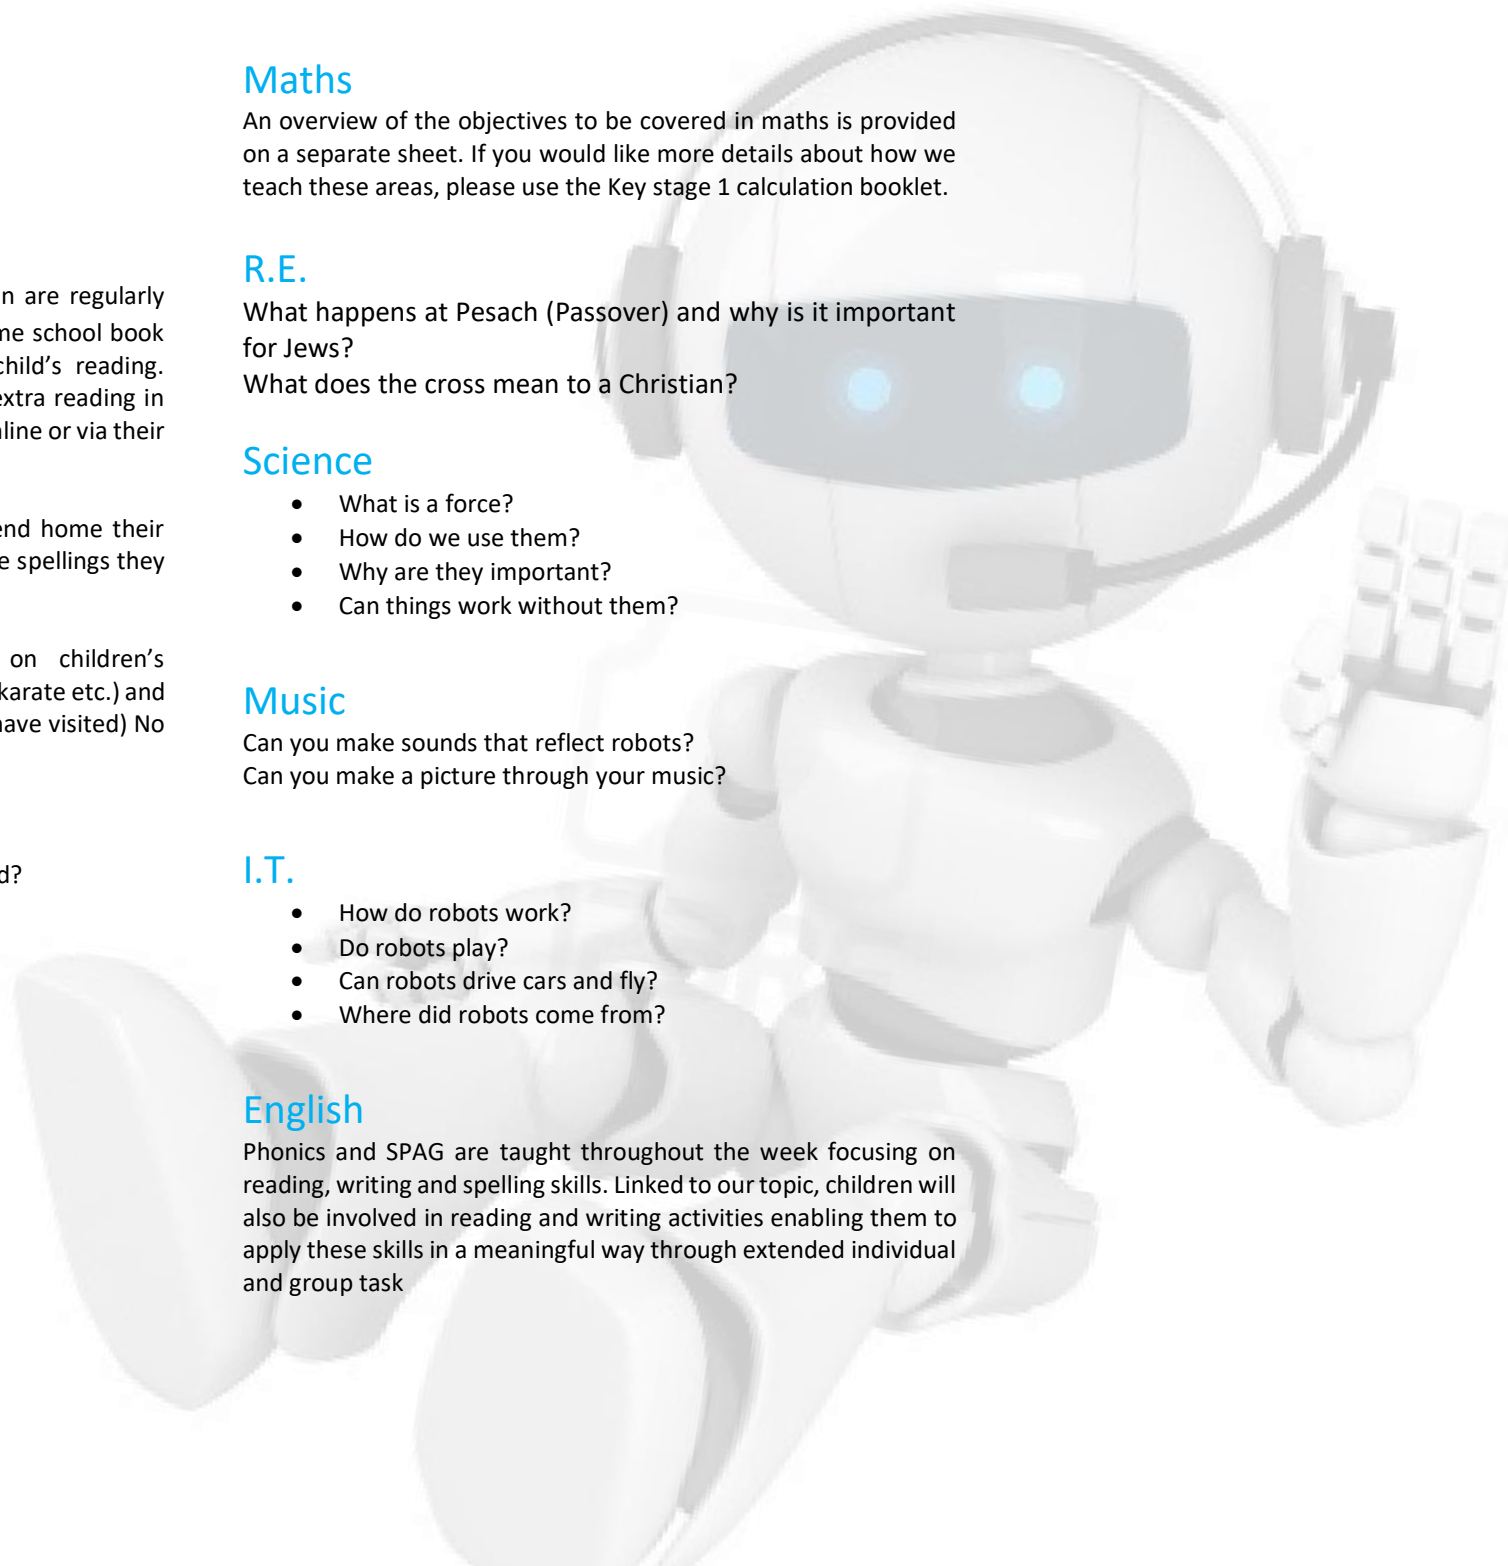 n are regularly
me school book
child's reading.
extra reading in
line or via their
end home their
e spellings they
on children's
karate etc.) and
have visited) No
d?
Maths
An overview of the objectives to be covered in maths is provided
on a separate sheet. If you would like more details about how we
teach these areas, please use the Key stage 1 calculation booklet.
R.E.
What happens at Pesach (Passover) and why is it important
for Jews?
What does the cross mean to a Christian?
Science
• What is a force?
• How do we use them?
• Why are they important?
• Can things work without them?
Music
Can you make sounds that reflect robots?
Can you make a picture through your music?
I.T.
• How do robots work?
• Do robots play?
• Can robots drive cars and fly?
• Where did robots come from?
English
Phonics and SPAG are taught throughout the week focusing on
reading, writing and spelling skills. Linked to our topic, children will
also be involved in reading and writing activities enabling them to
apply these skills in a meaningful way through extended individual
and group task